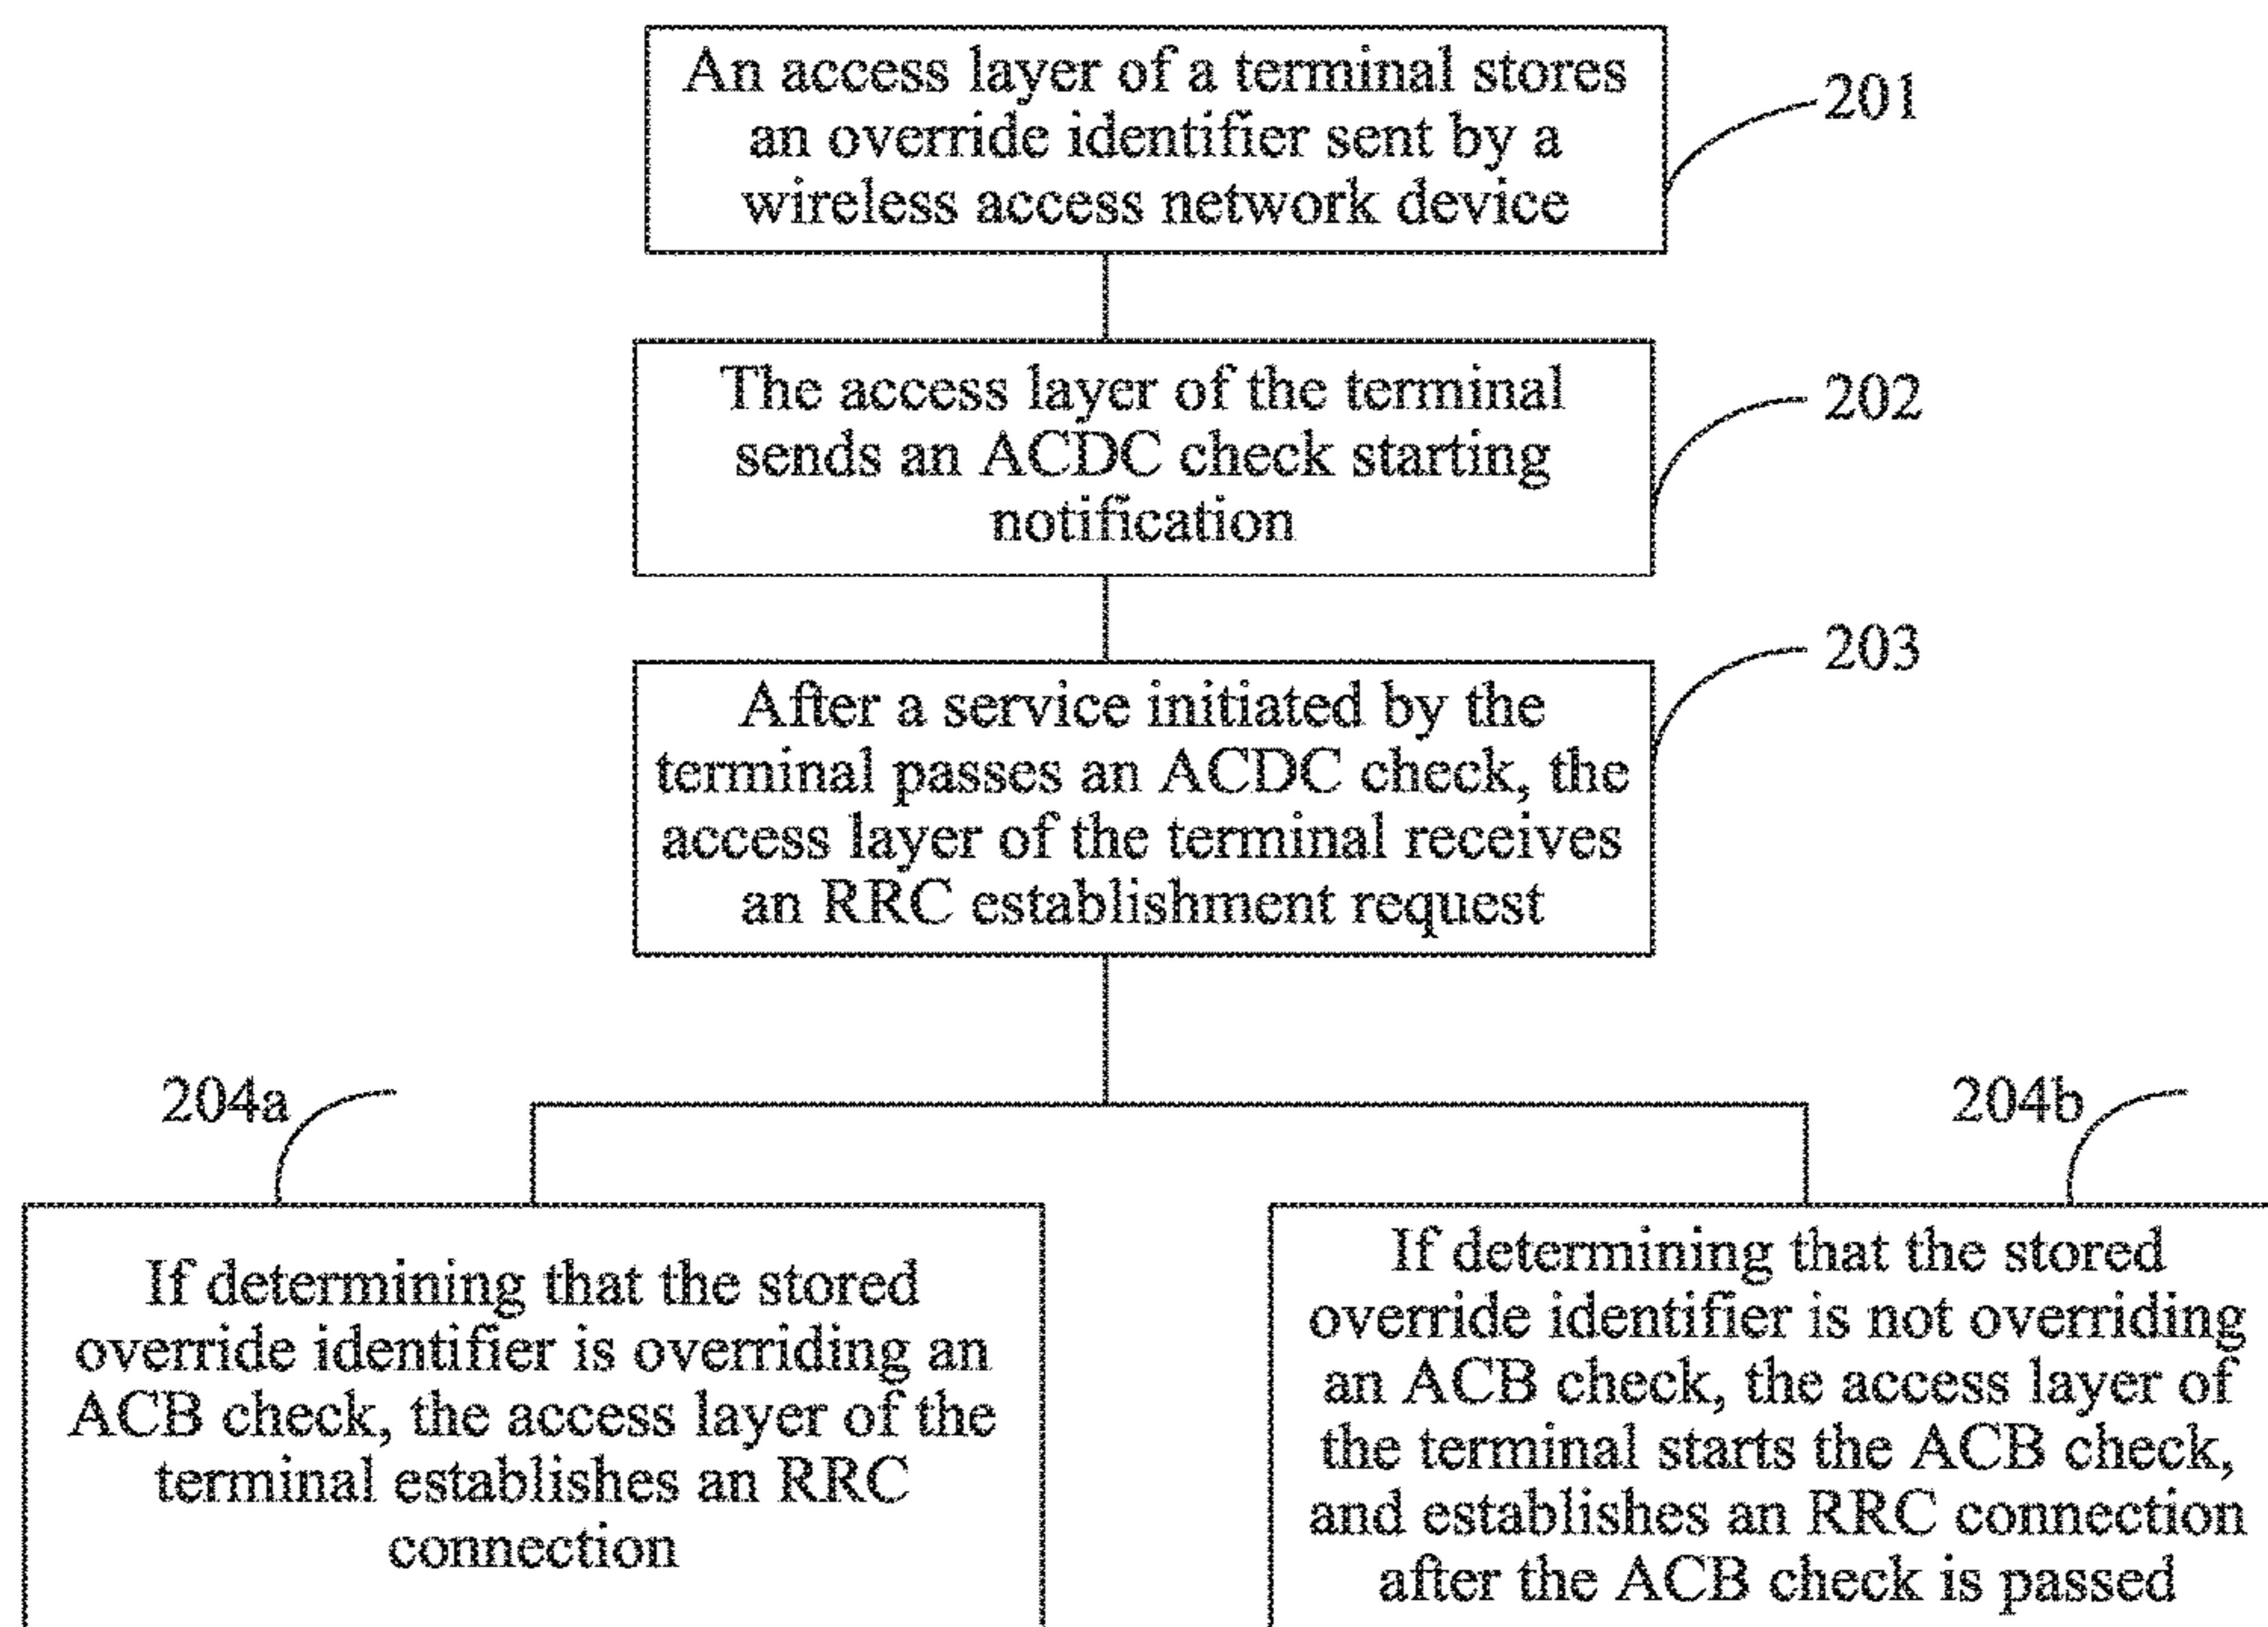 An access layer of a terminal stores
an override identifier sent by a
wireless access network device
201
The access layer of the terminal
sends an ACDC check starting
notification
202
After a service initiated by the
terminal passes an ACDC check, the
access layer of the terminal receives
an RRC establishment request
203
204a
If determining that the stored
override identifier is overriding an
ACB check, the access layer of the
terminal establishes an RRC
connection
204b
If determining that the stored
override identifier is not overriding
an ACB check, the access layer of
the terminal starts the ACB check,
and establishes an RRC connection
after the ACB check is passed